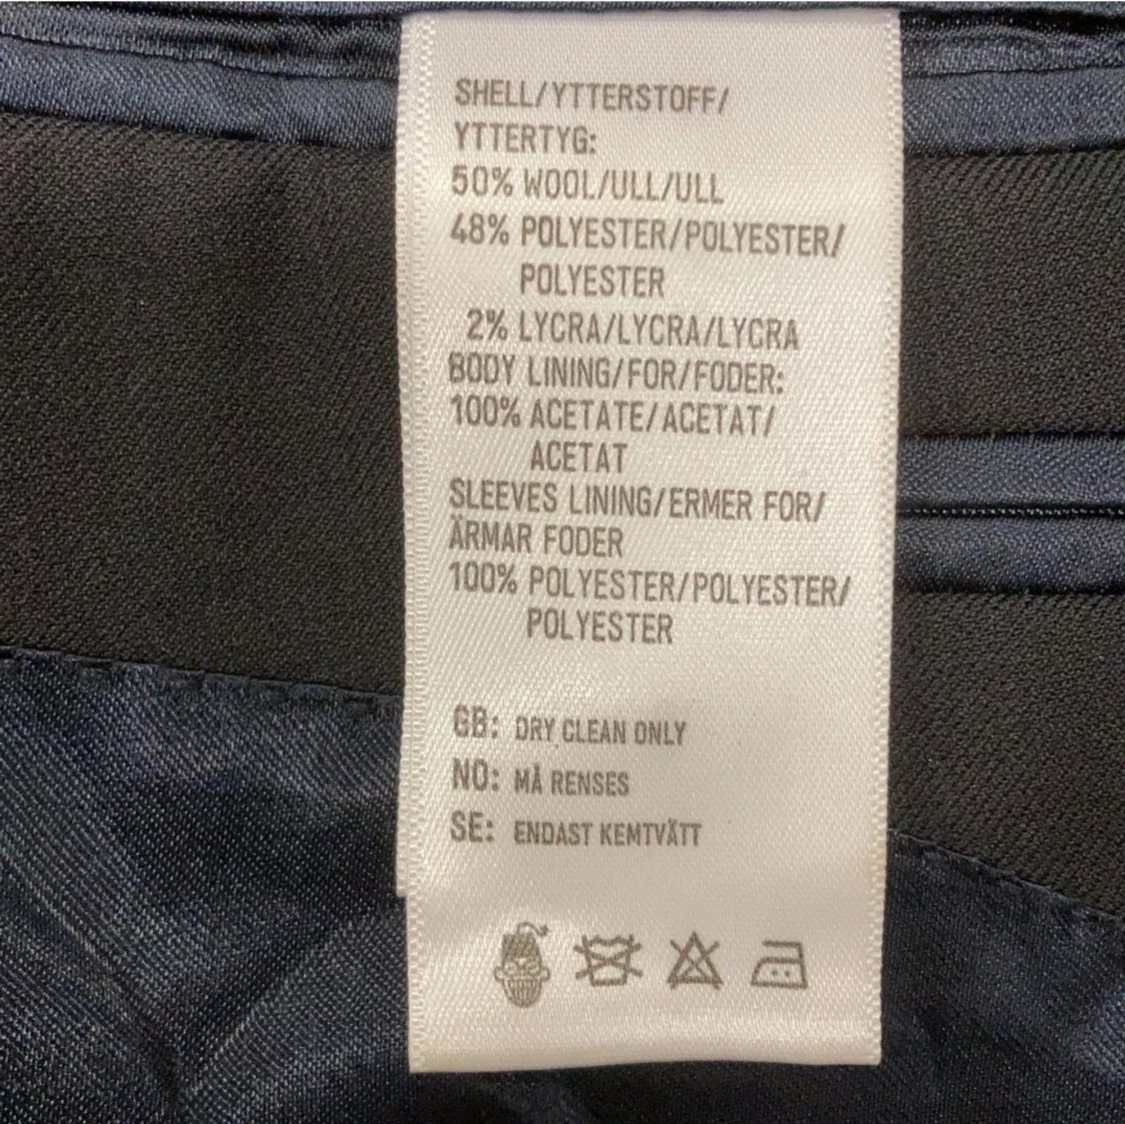 SHELL/YTTERSTOFF/
YTTERTYG:
50% WOOL/ULL/ULL
48% POLYESTER/POLYESTER/
POLYESTER
2% LYCRA/LYCRA/LYCRA
BODY LINING/FOR/FODER:
100% ACETATE/ACETAT/
ACETAT
SLEEVES LINING/ERMER FOR/
ÄRMAR FODER
100% POLYESTER/POLYESTER/
POLYESTER
GB: DRY CLEAN ONLY
NO: MÅ RENSES
SE: ENDAST KEMTVÄTT